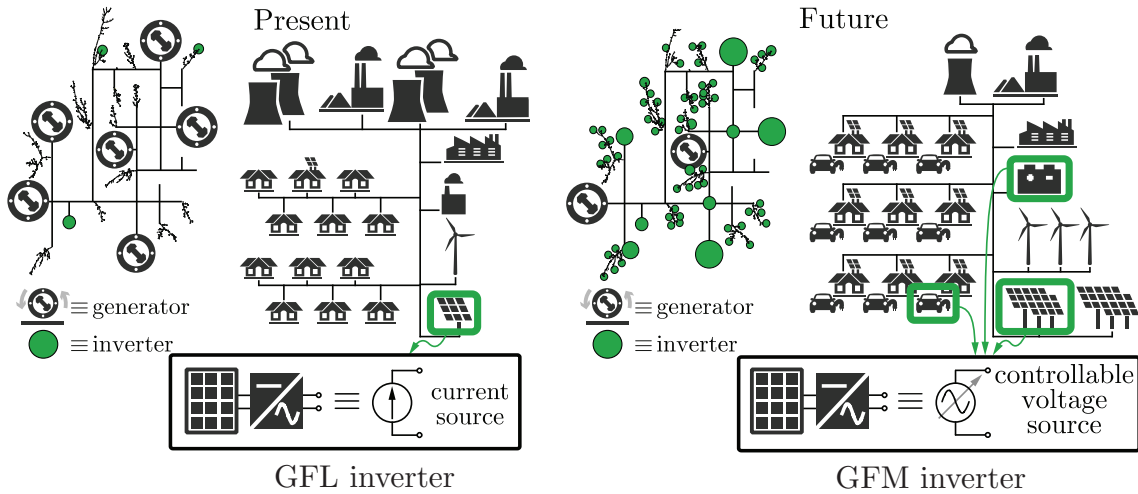 Present
≡ generator
≡ inverter
≡
current
source
GFL inverter
Future
≡ generator
≡ inverter
≡
controllable
voltage
source
GFM inverter